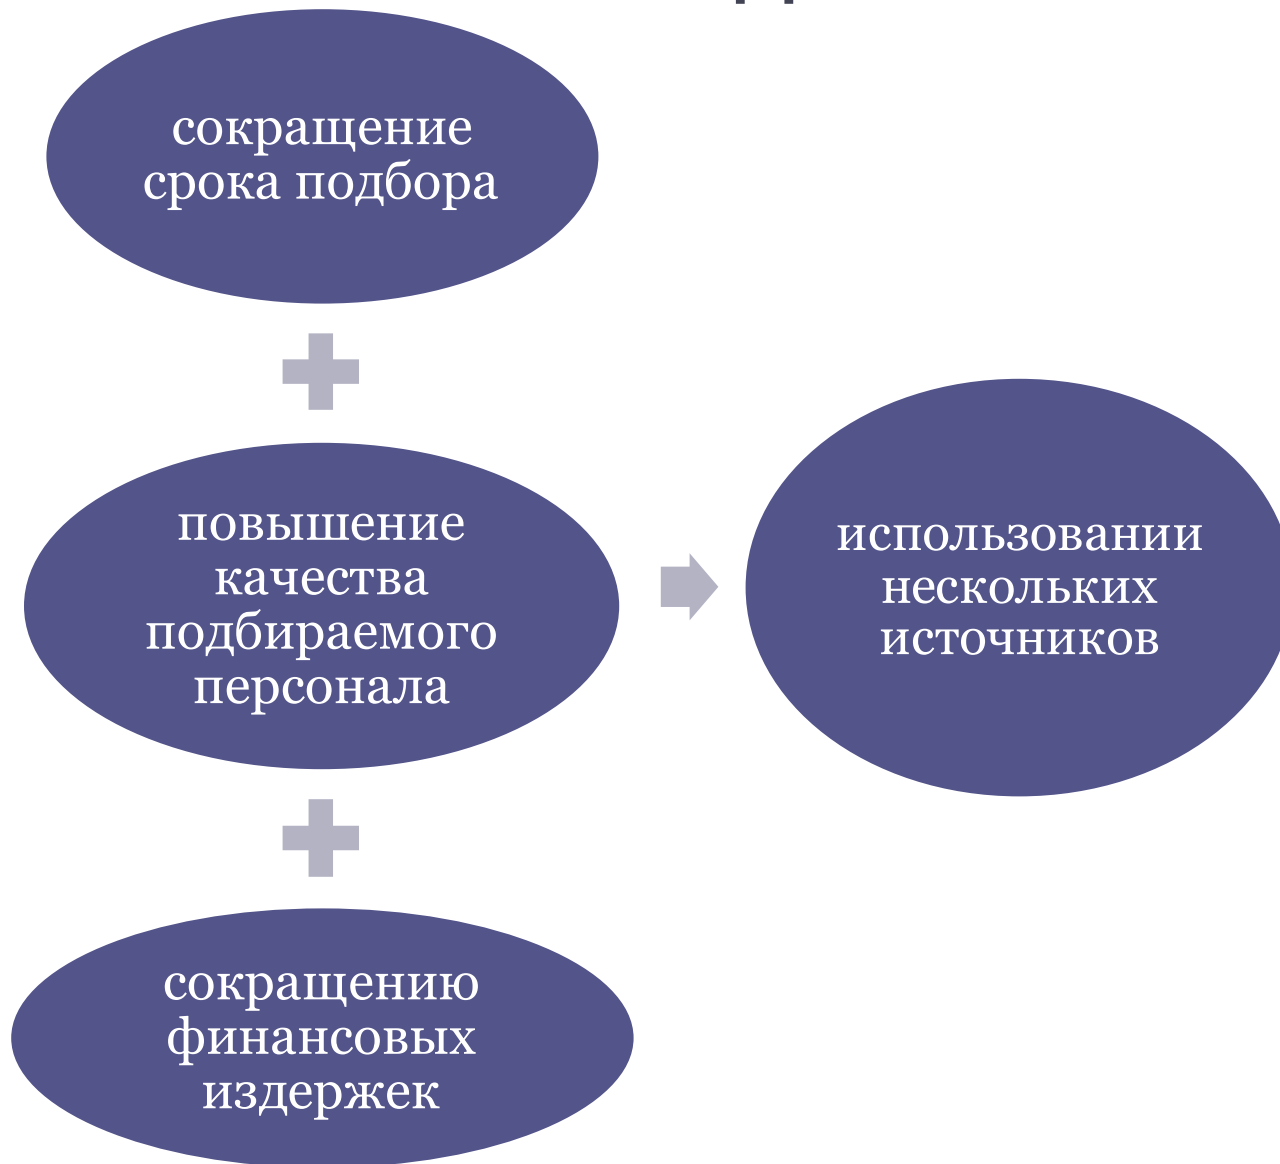 сокращение
срока подбора
повышение
качества
подбираемого
персонала
использовании
нескольких
источников
сокращению
финансовых
издержек